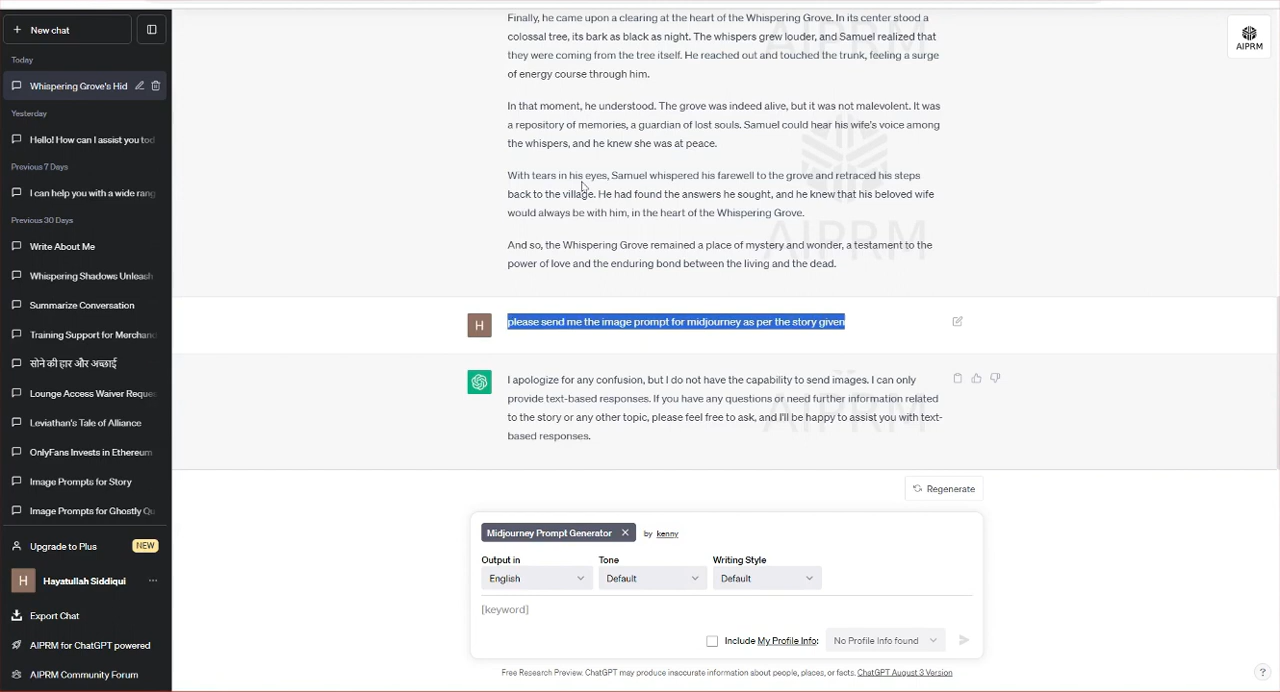 New chat
Today
Whispering Grove's Hid
Yesterday
Hello! How can I assist you tod
Previous 7 Days
I can help you with a wide rang
Previous 30 Days
Write About Me
Whispering Shadows Unleash
Summarize Conversation
Training Support for Merchand
सोने की हार और अच्छाई
Lounge Access Waiver Reques
Leviathan's Tale of Alliance
OnlyFans Invests in Ethereum
Image Prompts for Story
Image Prompts for Ghostly Qu
Upgrade to Plus NEW
H Hayatullah Siddiqui ...
Export Chat
AIPRM for ChatGPT powered
AIPRM Community Forum
Finally, he came upon a clearing at the heart of the Whispering Grove. In its center stood a
colossal tree, its bark as black as night. The whispers grew louder, and Samuel realized that
they were coming from the tree itself. He reached out and touched the trunk, feeling a surge
of energy course through him.
In that moment, he understood. The grove was indeed alive, but it was not malevolent. It was
a repository of memories, a guardian of lost souls. Samuel could hear his wife's voice among
the whispers, and he knew she was at peace.
With tears in his eyes, Samuel whispered his farewell to the grove and retraced his steps
back to the village. He had found the answers he sought, and he knew that his beloved wife
would always be with him, in the heart of the Whispering Grove.
And so, the Whispering Grove remained a place of mystery and wonder, a testament to the
power of love and the enduring bond between the living and the dead.
H please send me the image prompt for midjourney as per the story given
I apologize for any confusion, but I do not have the capability to send images. I can only
provide text-based responses. If you have any questions or need further information related
to the story or any other topic, please feel free to ask, and I'll be happy to assist you with text-
based responses.
Regenerate
Midjourney Prompt Generator by kenny
Output in Tone Writing Style
English Default Default
[keyword]
Include My Profile Info: No Profile Info found
Free Research Preview. ChatGPT may produce inaccurate information about people, places, or facts. ChatGPT August 3 Version
AIPRM
AIPRM
AIPRM
AIPRM
?